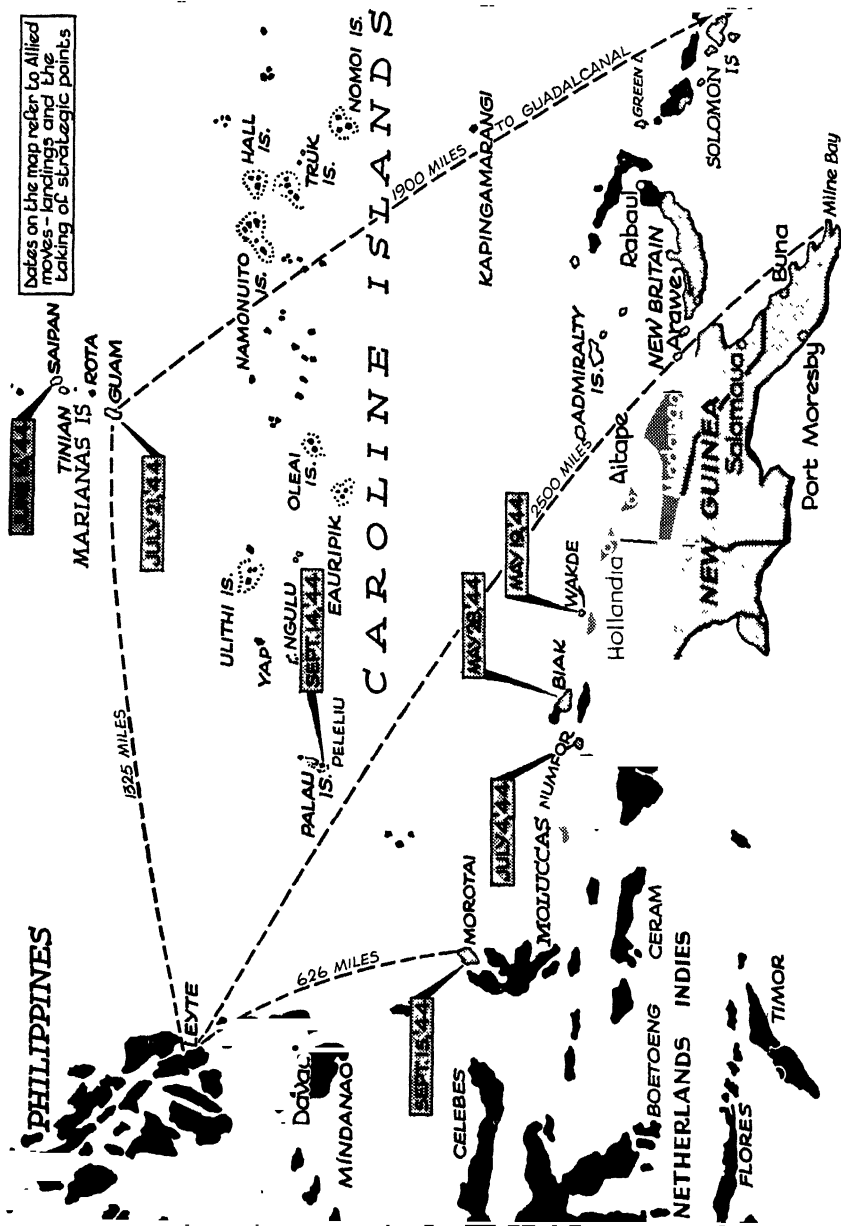 Dates on the map refer to Allied
moves - landings and the
taking of strategic points
PHILIPPINES
LEYTE
Davao
MINDANAO
1325 MILES
626 MILES
JULY 21, '44
SAIPAN
TINIAN
MARIANAS IS
ROTA
GUAM
ULITHI IS.
YAP
NGULU
SEPT. 14, '44
EAURIPIK
PALAU
IS.
PELELIU
OLEAI
IS.
NAMONUITO
IS.
HALL
IS.
TRUK
IS.
NOMOI IS.
CAROLINE ISLANDS
1900 MILES TO GUADALCANAL
KAPINGAMARANGI
2500 MILES
MOROTAI
SEPT. 15, '44
MOLUCCAS
NUMFOR
JULY 4, '44
BIAK
MAY 28, '44
WAKDE
MAY 19, '44
Hollandia
Aitape
ADMIRALTY
IS.
Rabaul
NEW BRITAIN
Arawe
GREEN I.
SOLOMON
IS
NEW GUINEA
Salamaua
Buna
Milne Bay
Port Moresby
CELEBES
BOETOENG
CERAM
NETHERLANDS INDIES
FLORES
TIMOR